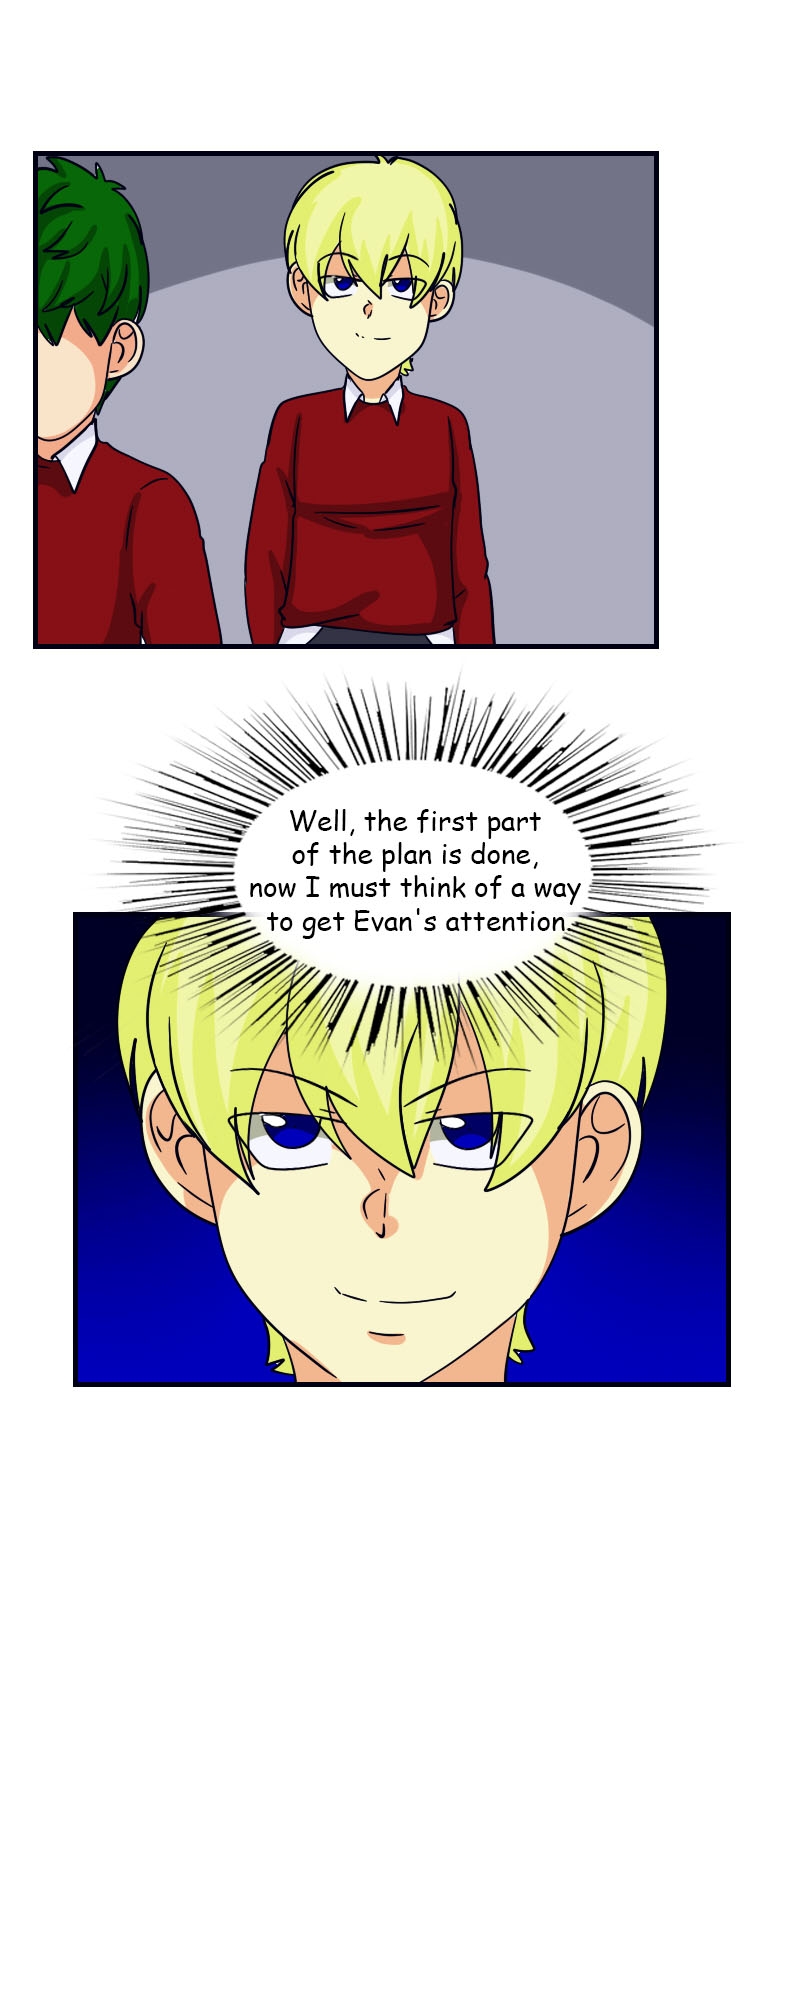 Well, the first part
of the plan is done,
now I must think of a way
to get Evan's attention.